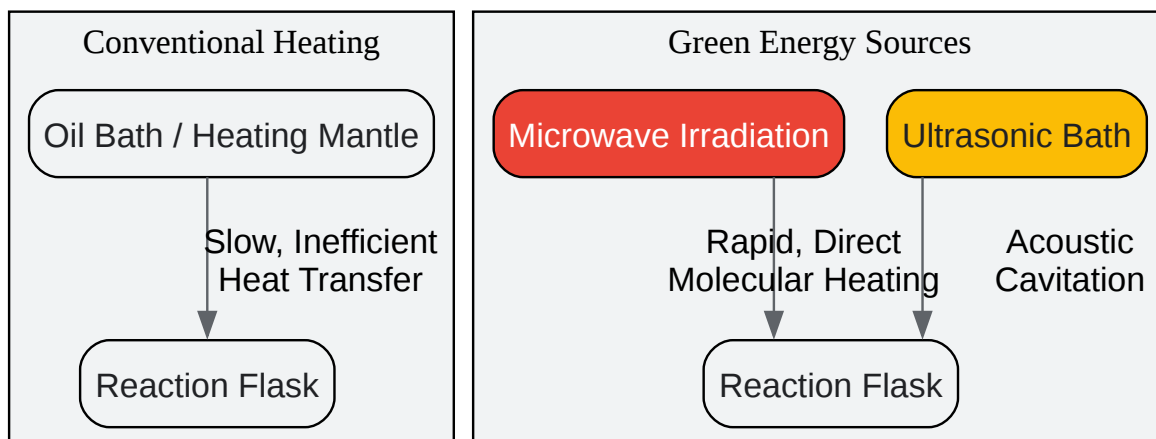 Conventional Heating
Oil Bath / Heating Mantle
Slow, Inefficient
Heat Transfer
Reaction Flask
Green Energy Sources
Microwave Irradiation
Ultrasonic Bath
Rapid, Direct
Molecular Heating
Acoustic
Cavitation
Reaction Flask